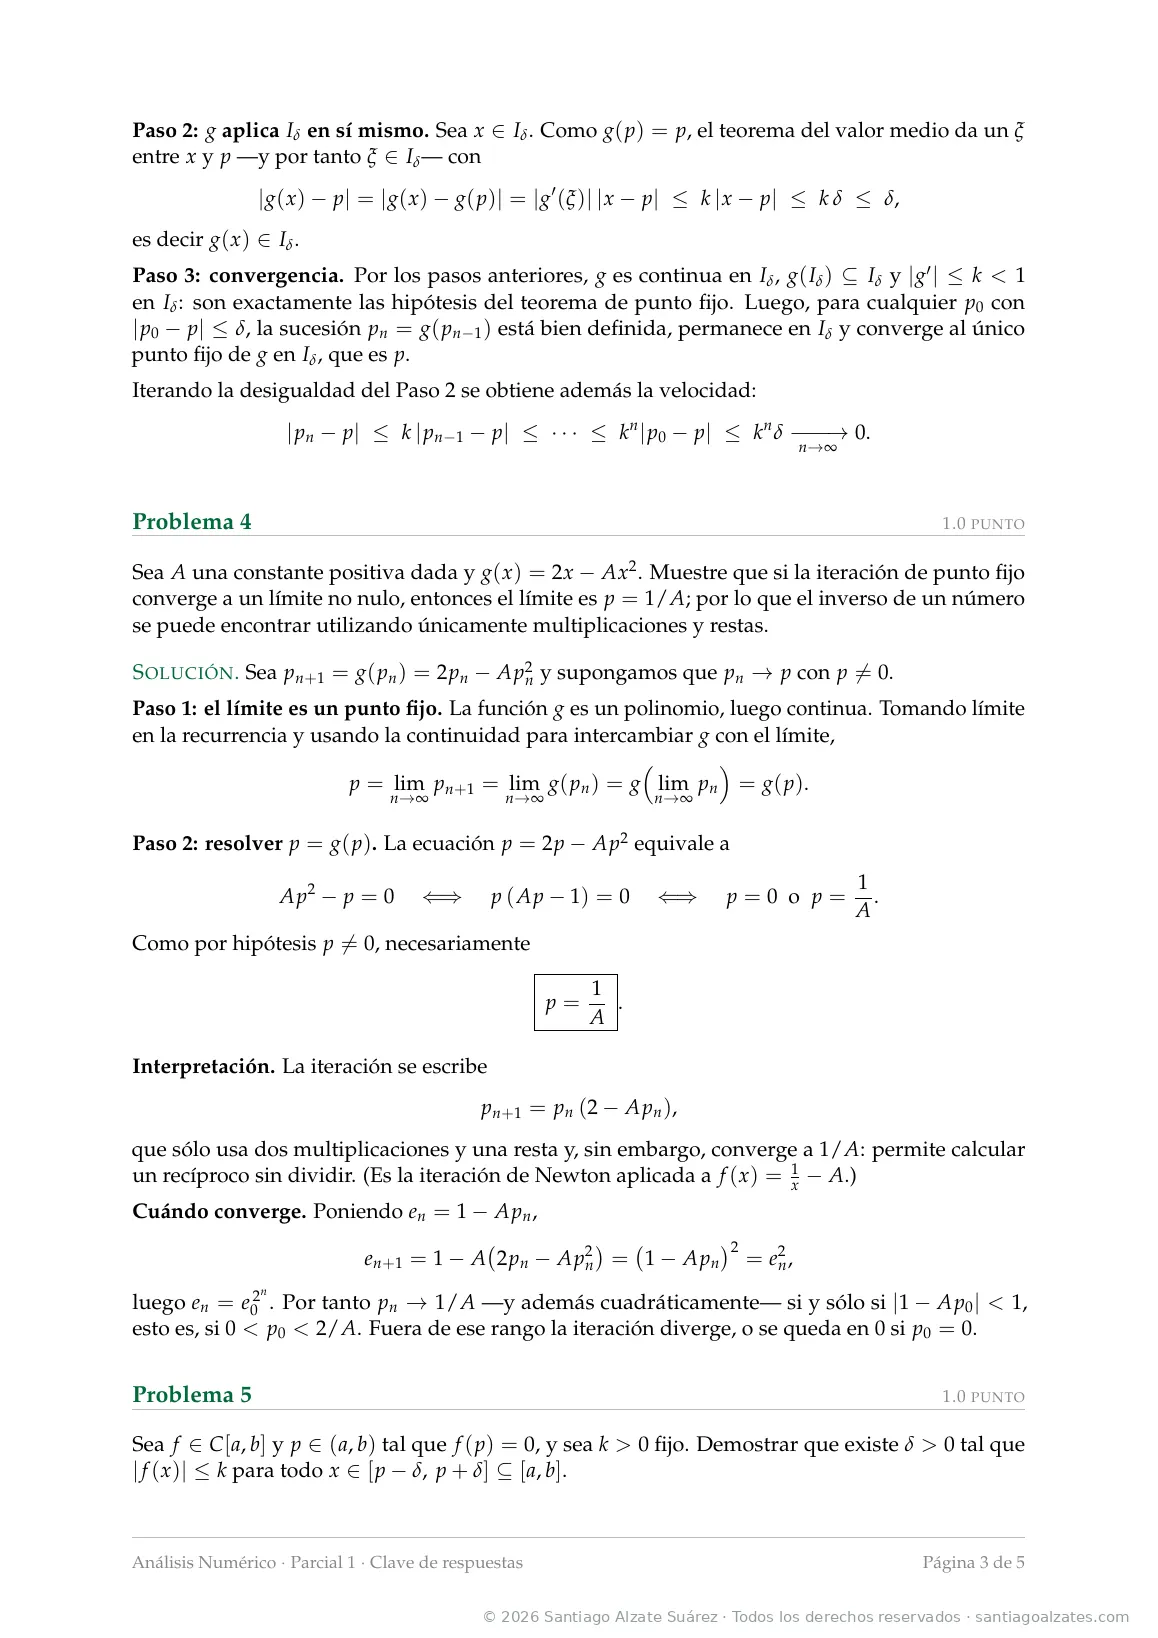 Paso 2: g aplica I_δ en sí mismo. Sea x ∈ I_δ. Como g(p) = p, el teorema del valor medio da un ξ
entre x y p —y por tanto ξ ∈ I_δ— con
|g(x) − p| = |g(x) − g(p)| = |g′(ξ)| |x − p| ≤ k |x − p| ≤ k δ ≤ δ,
es decir g(x) ∈ I_δ.
Paso 3: convergencia. Por los pasos anteriores, g es continua en I_δ, g(I_δ) ⊆ I_δ y |g′| ≤ k < 1
en I_δ: son exactamente las hipótesis del teorema de punto fijo. Luego, para cualquier p_0 con
|p_0 − p| ≤ δ, la sucesión p_n = g(p_{n−1}) está bien definida, permanece en I_δ y converge al único
punto fijo de g en I_δ, que es p.
Iterando la desigualdad del Paso 2 se obtiene además la velocidad:
|p_n − p| ≤ k |p_{n−1} − p| ≤ ⋯ ≤ k^n|p_0 − p| ≤ k^n δ ⟶_{n→∞} 0.
Problema 4 1.0 PUNTO
Sea A una constante positiva dada y g(x) = 2x − Ax². Muestre que si la iteración de punto fijo
converge a un límite no nulo, entonces el límite es p = 1/A; por lo que el inverso de un número
se puede encontrar utilizando únicamente multiplicaciones y restas.
SOLUCIÓN. Sea p_{n+1} = g(p_n) = 2p_n − Ap_n² y supongamos que p_n → p con p ≠ 0.
Paso 1: el límite es un punto fijo. La función g es un polinomio, luego continua. Tomando límite
en la recurrencia y usando la continuidad para intercambiar g con el límite,
p = lim_{n→∞} p_{n+1} = lim_{n→∞} g(p_n) = g(lim_{n→∞} p_n) = g(p).
Paso 2: resolver p = g(p). La ecuación p = 2p − Ap² equivale a
Ap² − p = 0 ⟺ p (Ap − 1) = 0 ⟺ p = 0 o p = 1/A.
Como por hipótesis p ≠ 0, necesariamente
p = 1/A.
Interpretación. La iteración se escribe
p_{n+1} = p_n (2 − Ap_n),
que sólo usa dos multiplicaciones y una resta y, sin embargo, converge a 1/A: permite calcular
un recíproco sin dividir. (Es la iteración de Newton aplicada a f(x) = 1/x − A.)
Cuándo converge. Poniendo e_n = 1 − Ap_n,
e_{n+1} = 1 − A(2p_n − Ap_n²) = (1 − Ap_n)² = e_n²,
luego e_n = e_0^{2^n}. Por tanto p_n → 1/A —y además cuadráticamente— si y sólo si |1 − Ap_0| < 1,
esto es, si 0 < p_0 < 2/A. Fuera de ese rango la iteración diverge, o se queda en 0 si p_0 = 0.
Problema 5 1.0 PUNTO
Sea f ∈ C[a, b] y p ∈ (a, b) tal que f(p) = 0, y sea k > 0 fijo. Demostrar que existe δ > 0 tal que
|f(x)| ≤ k para todo x ∈ [p − δ, p + δ] ⊆ [a, b].
Análisis Numérico · Parcial 1 · Clave de respuestas Página 3 de 5
© 2026 Santiago Alzate Suárez · Todos los derechos reservados · santiagoalzates.com